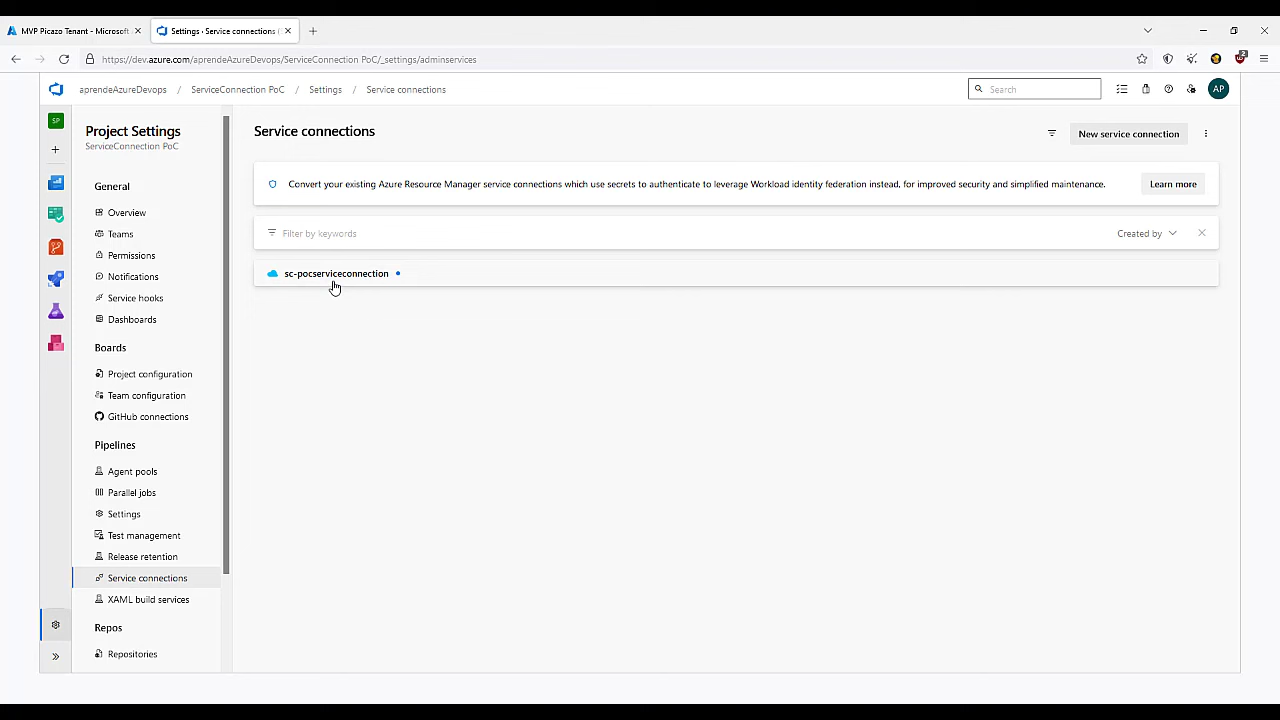 MVP Picazo Tenant - Microsoft
Settings · Service connections (
https://dev.azure.com/aprendeAzureDevops/ServiceConnection PoC/_settings/adminservices
2
aprendeAzureDevops / ServiceConnection PoC / Settings / Service connections
Search
AP
SP
Project Settings
ServiceConnection PoC
General
Overview
Teams
Permissions
Notifications
Service hooks
Dashboards
Boards
Project configuration
Team configuration
GitHub connections
Pipelines
Agent pools
Parallel jobs
Settings
Test management
Release retention
Service connections
XAML build services
Repos
Repositories
Service connections
New service connection
Convert your existing Azure Resource Manager service connections which use secrets to authenticate to leverage Workload identity federation instead, for improved security and simplified maintenance.
Learn more
Filter by keywords
Created by
sc-pocserviceconnection